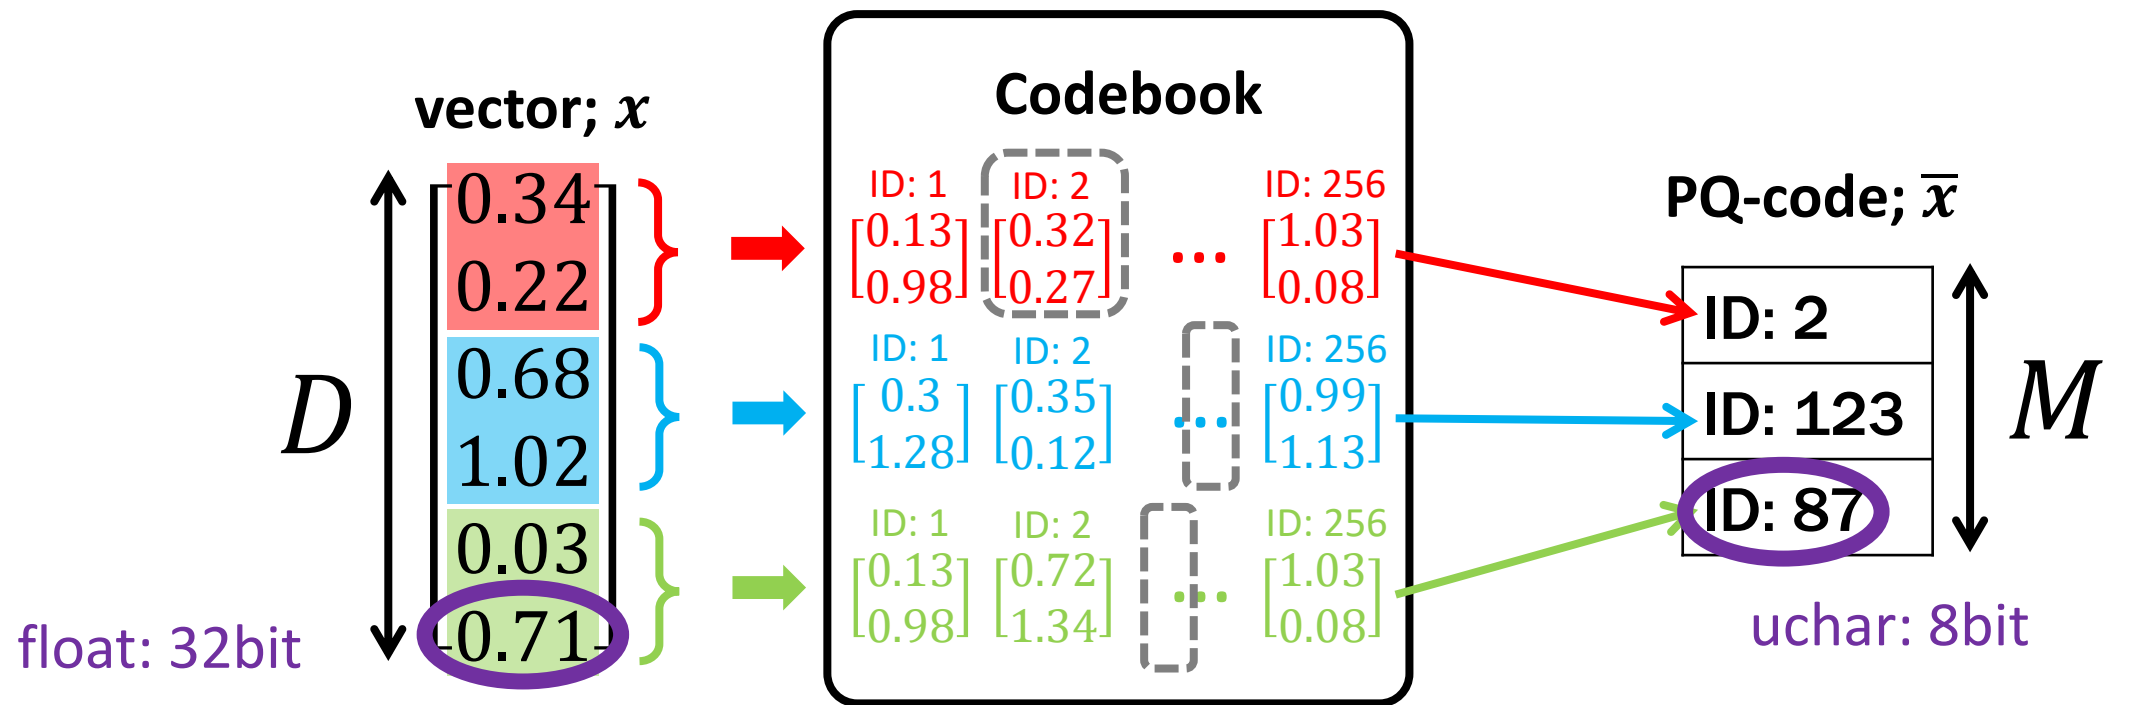 vector; x
0.34
0.22
0.68
1.02
0.03
0.71
D
float: 32bit
Codebook
ID: 1 ID: 2 ID: 256
0.13 0.32 ... 1.03
0.98 0.27 0.08
ID: 1 ID: 2 ID: 256
0.3 0.35 ... 0.99
1.28 0.12 1.13
ID: 1 ID: 2 ID: 256
0.13 0.72 ... 1.03
0.98 1.34 0.08
PQ-code; x̄
ID: 2
ID: 123
ID: 87
M
uchar: 8bit